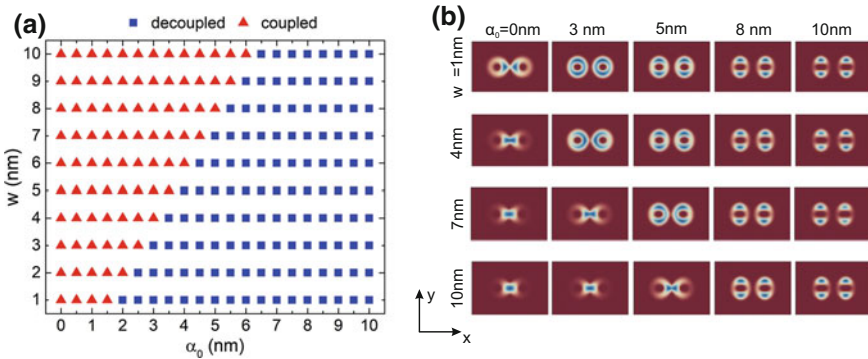 (a)
decoupled coupled
10
9
8
7
6
5
4
3
2
1
w (nm)
0 1 2 3 4 5 6 7 8 9 10
α₀ (nm)
(b)
α₀=0nm 3 nm 5nm 8 nm 10nm
w =1nm
4nm
7nm
10nm
y
x